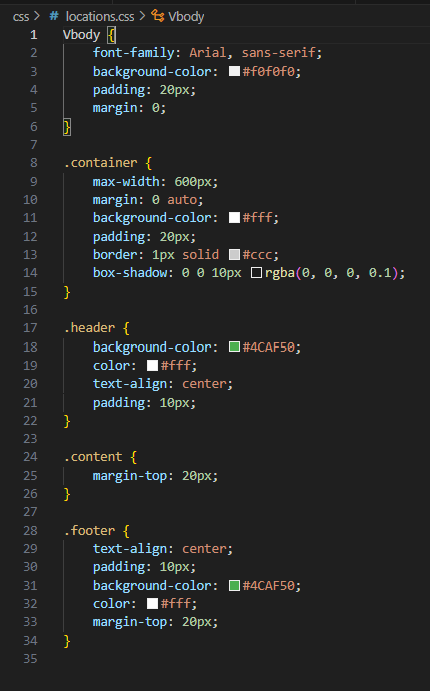 css > # locations.css > Vbody
1 Vbody {
2     font-family: Arial, sans-serif;
3     background-color: #f0f0f0;
4     padding: 20px;
5     margin: 0;
6 }
7
8 .container {
9     max-width: 600px;
10     margin: 0 auto;
11     background-color: #fff;
12     padding: 20px;
13     border: 1px solid #ccc;
14     box-shadow: 0 0 10px rgba(0, 0, 0, 0.1);
15 }
16
17 .header {
18     background-color: #4CAF50;
19     color: #fff;
20     text-align: center;
21     padding: 10px;
22 }
23
24 .content {
25     margin-top: 20px;
26 }
27
28 .footer {
29     text-align: center;
30     padding: 10px;
31     background-color: #4CAF50;
32     color: #fff;
33     margin-top: 20px;
34 }
35